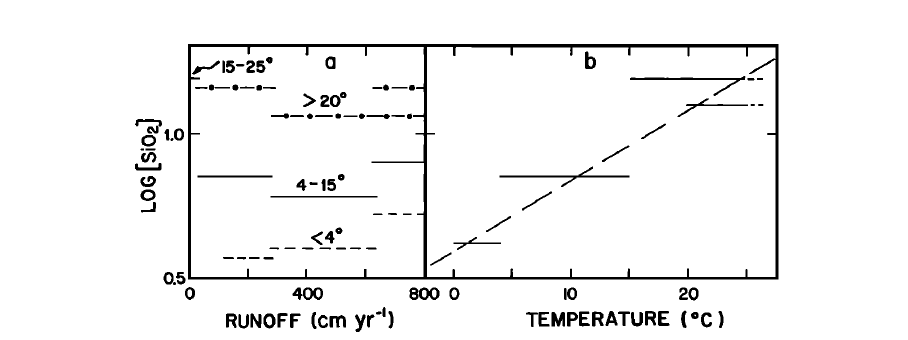 15-25° a b
>20°
LOG [SiO₂] 1.0
4-15°
<4°
0.5
0 400 800 0 10 20
RUNOFF (cm yr⁻¹) TEMPERATURE (°C)